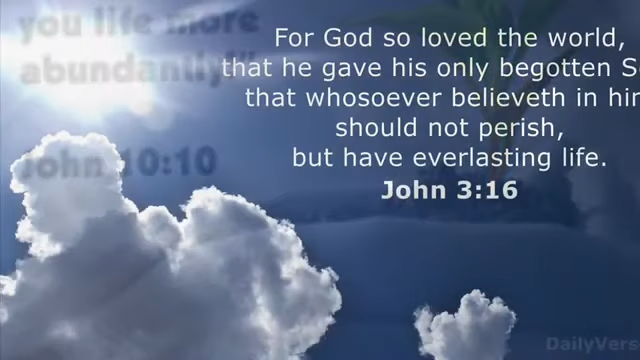 you life more
abundantly"
John 10:10
For God so loved the world,
that he gave his only begotten S
that whosoever believeth in hi
should not perish,
but have everlasting life.
John 3:16
DailyVers